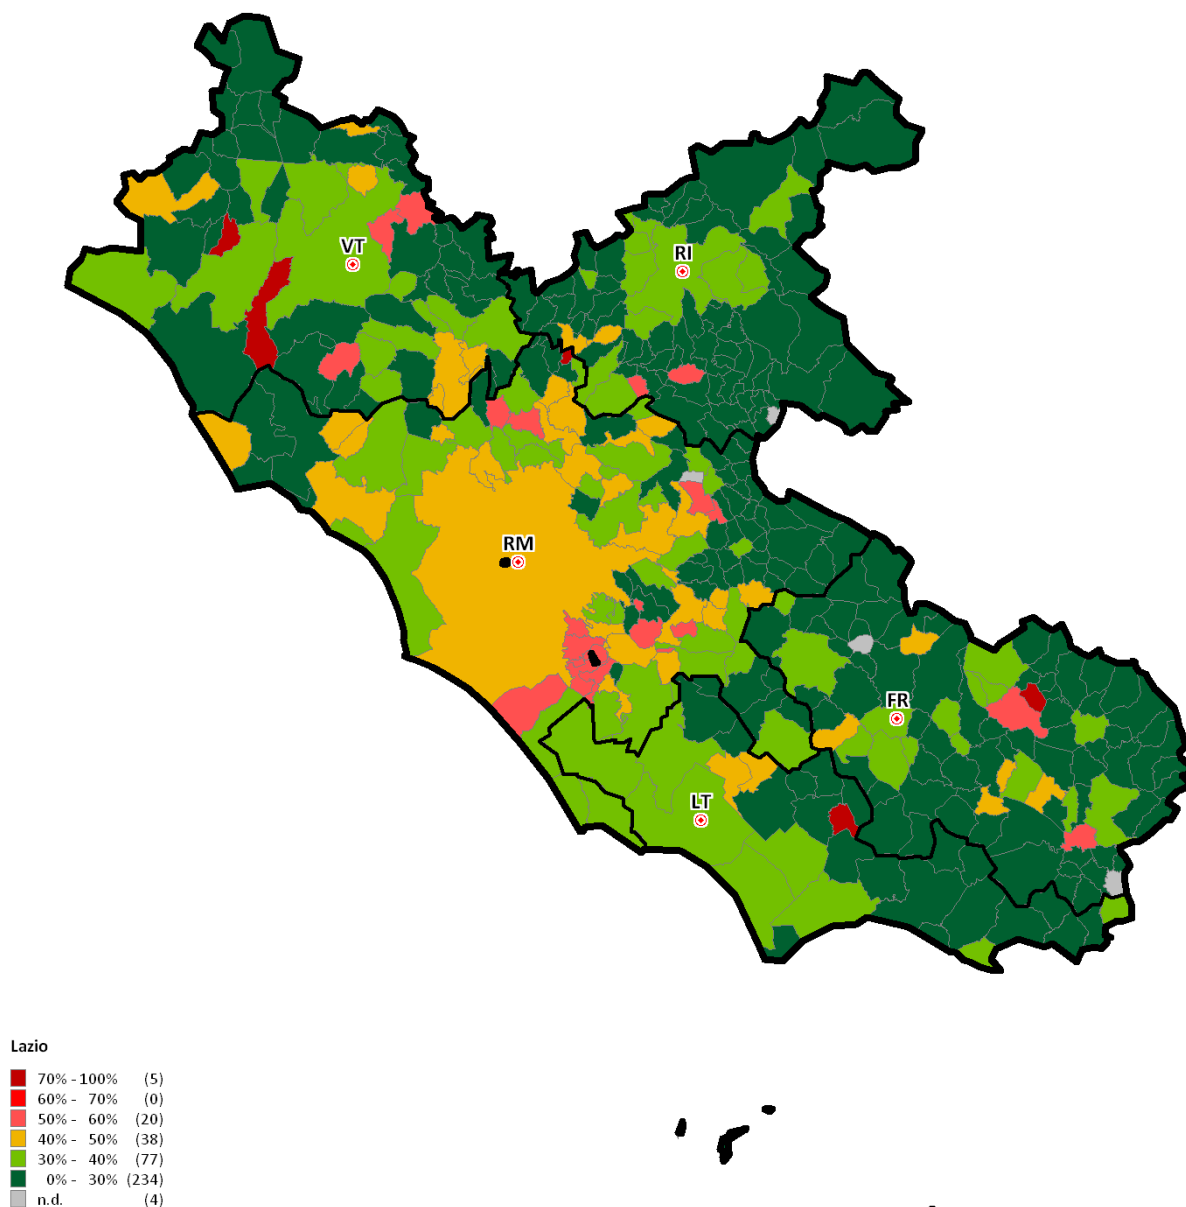 VT
RI
RM
FR
LT
Lazio
70% - 100% (5)
60% - 70% (0)
50% - 60% (20)
40% - 50% (38)
30% - 40% (77)
0% - 30% (234)
n.d. (4)